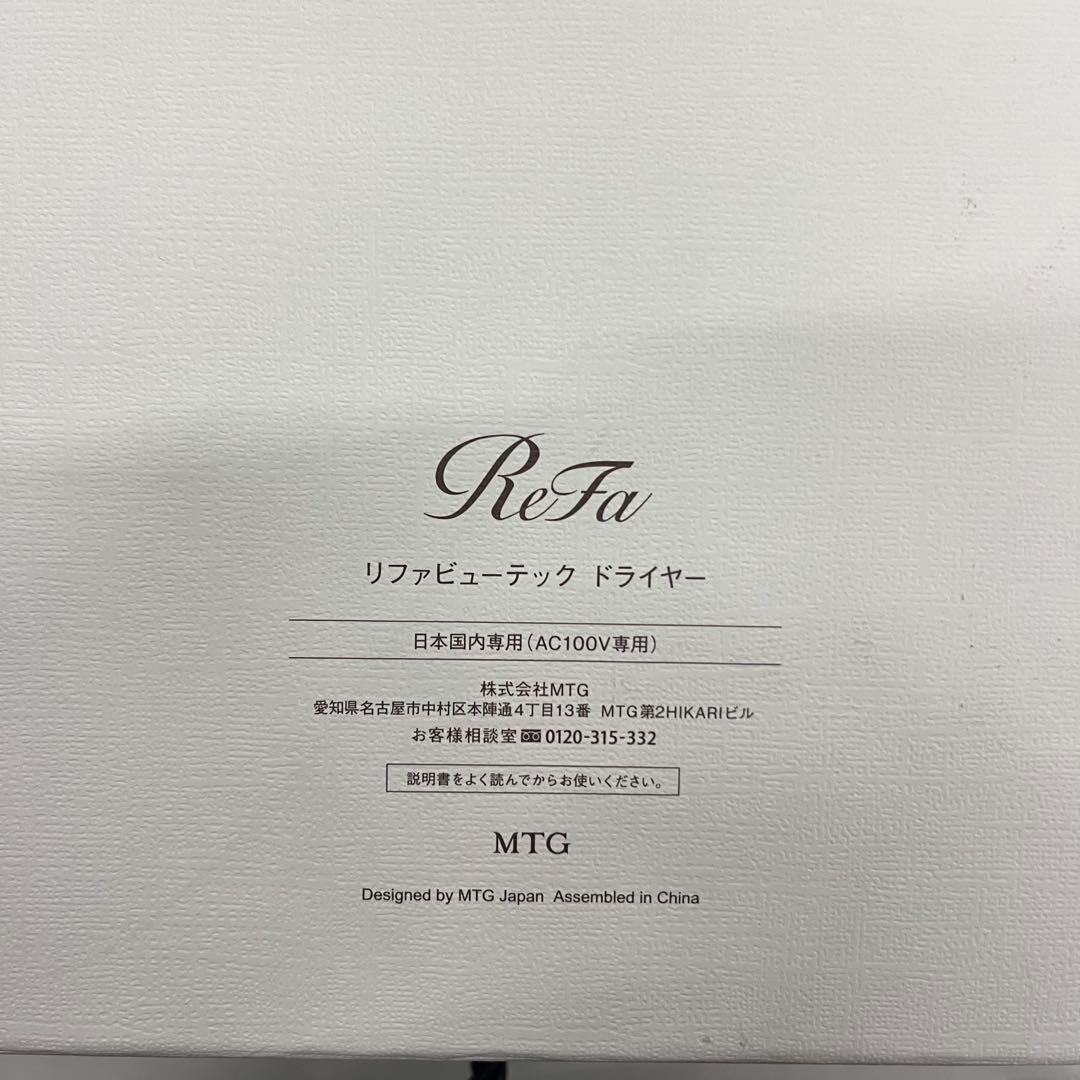 ReFa
リファビューテック ドライヤー
日本国内専用(AC100V専用)
株式会社MTG
愛知県名古屋市中村区本陣通4丁目13番 MTG第2HIKARIビル
お客様相談室 0120-315-332
説明書をよく読んでからお使いください。
MTG
Designed by MTG Japan Assembled in China